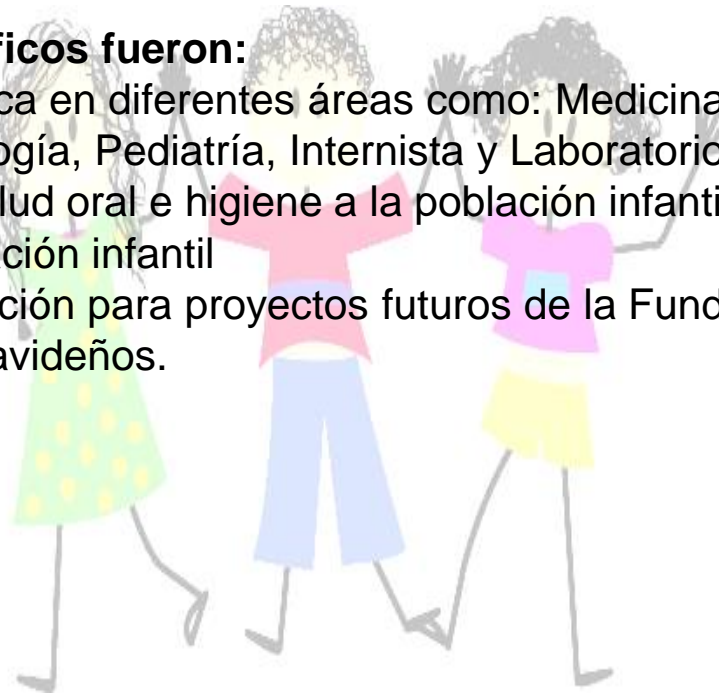 ficos fueron:
ca en diferentes áreas como: Medicina
ogía, Pediatría, Internista y Laboratorio
lud oral e higiene a la población infanti
ción infantil
ción para proyectos futuros de la Fund
avideños.